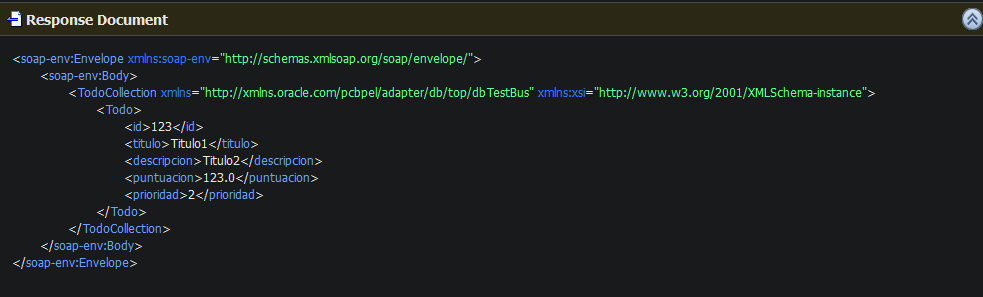 Response Document
<soap-env:Envelope xmlns:soap-env="http://schemas.xmlsoap.org/soap/envelope/">
<soap-env:Body>
<TodoCollection xmlns="http://xmlns.oracle.com/pcbpel/adapter/db/top/dbTestBus" xmlns:xsi="http://www.w3.org/2001/XMLSchema-instance">
<Todo>
<id>123</id>
<titulo>Titulo1</titulo>
<descripcion>Titulo2</descripcion>
<puntuacion>123.0</puntuacion>
<prioridad>2</prioridad>
</Todo>
</TodoCollection>
</soap-env:Body>
</soap-env:Envelope>